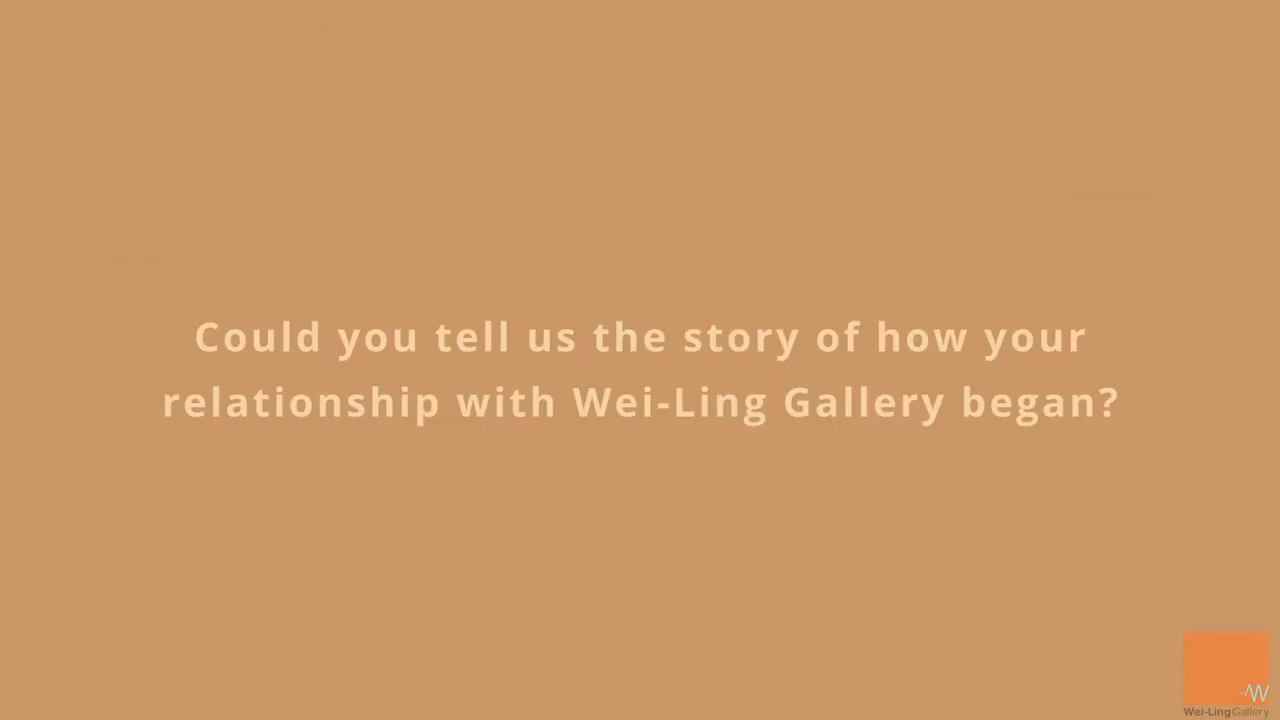 Could you tell us the story of how your
relationship with Wei-Ling Gallery began?
W
Wei-Ling Gallery